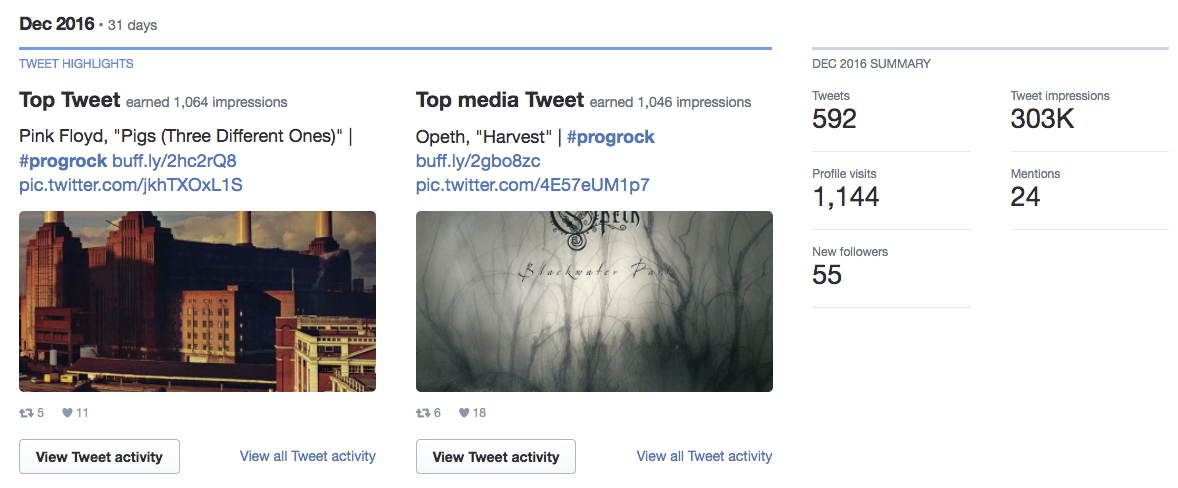 Dec 2016 • 31 days
TWEET HIGHLIGHTS
Top Tweet earned 1,064 impressions
Pink Floyd, "Pigs (Three Different Ones)" |
#progrock buff.ly/2hc2rQ8
pic.twitter.com/jkhTXOxL1S
5 11
View Tweet activity
View all Tweet activity
Top media Tweet earned 1,046 impressions
Opeth, "Harvest" | #progrock
buff.ly/2gbo8zc
pic.twitter.com/4E57eUM1p7
Opeth
Blackwater Park
6 18
View Tweet activity
View all Tweet activity
DEC 2016 SUMMARY
Tweets
592
Tweet impressions
303K
Profile visits
1,144
Mentions
24
New followers
55